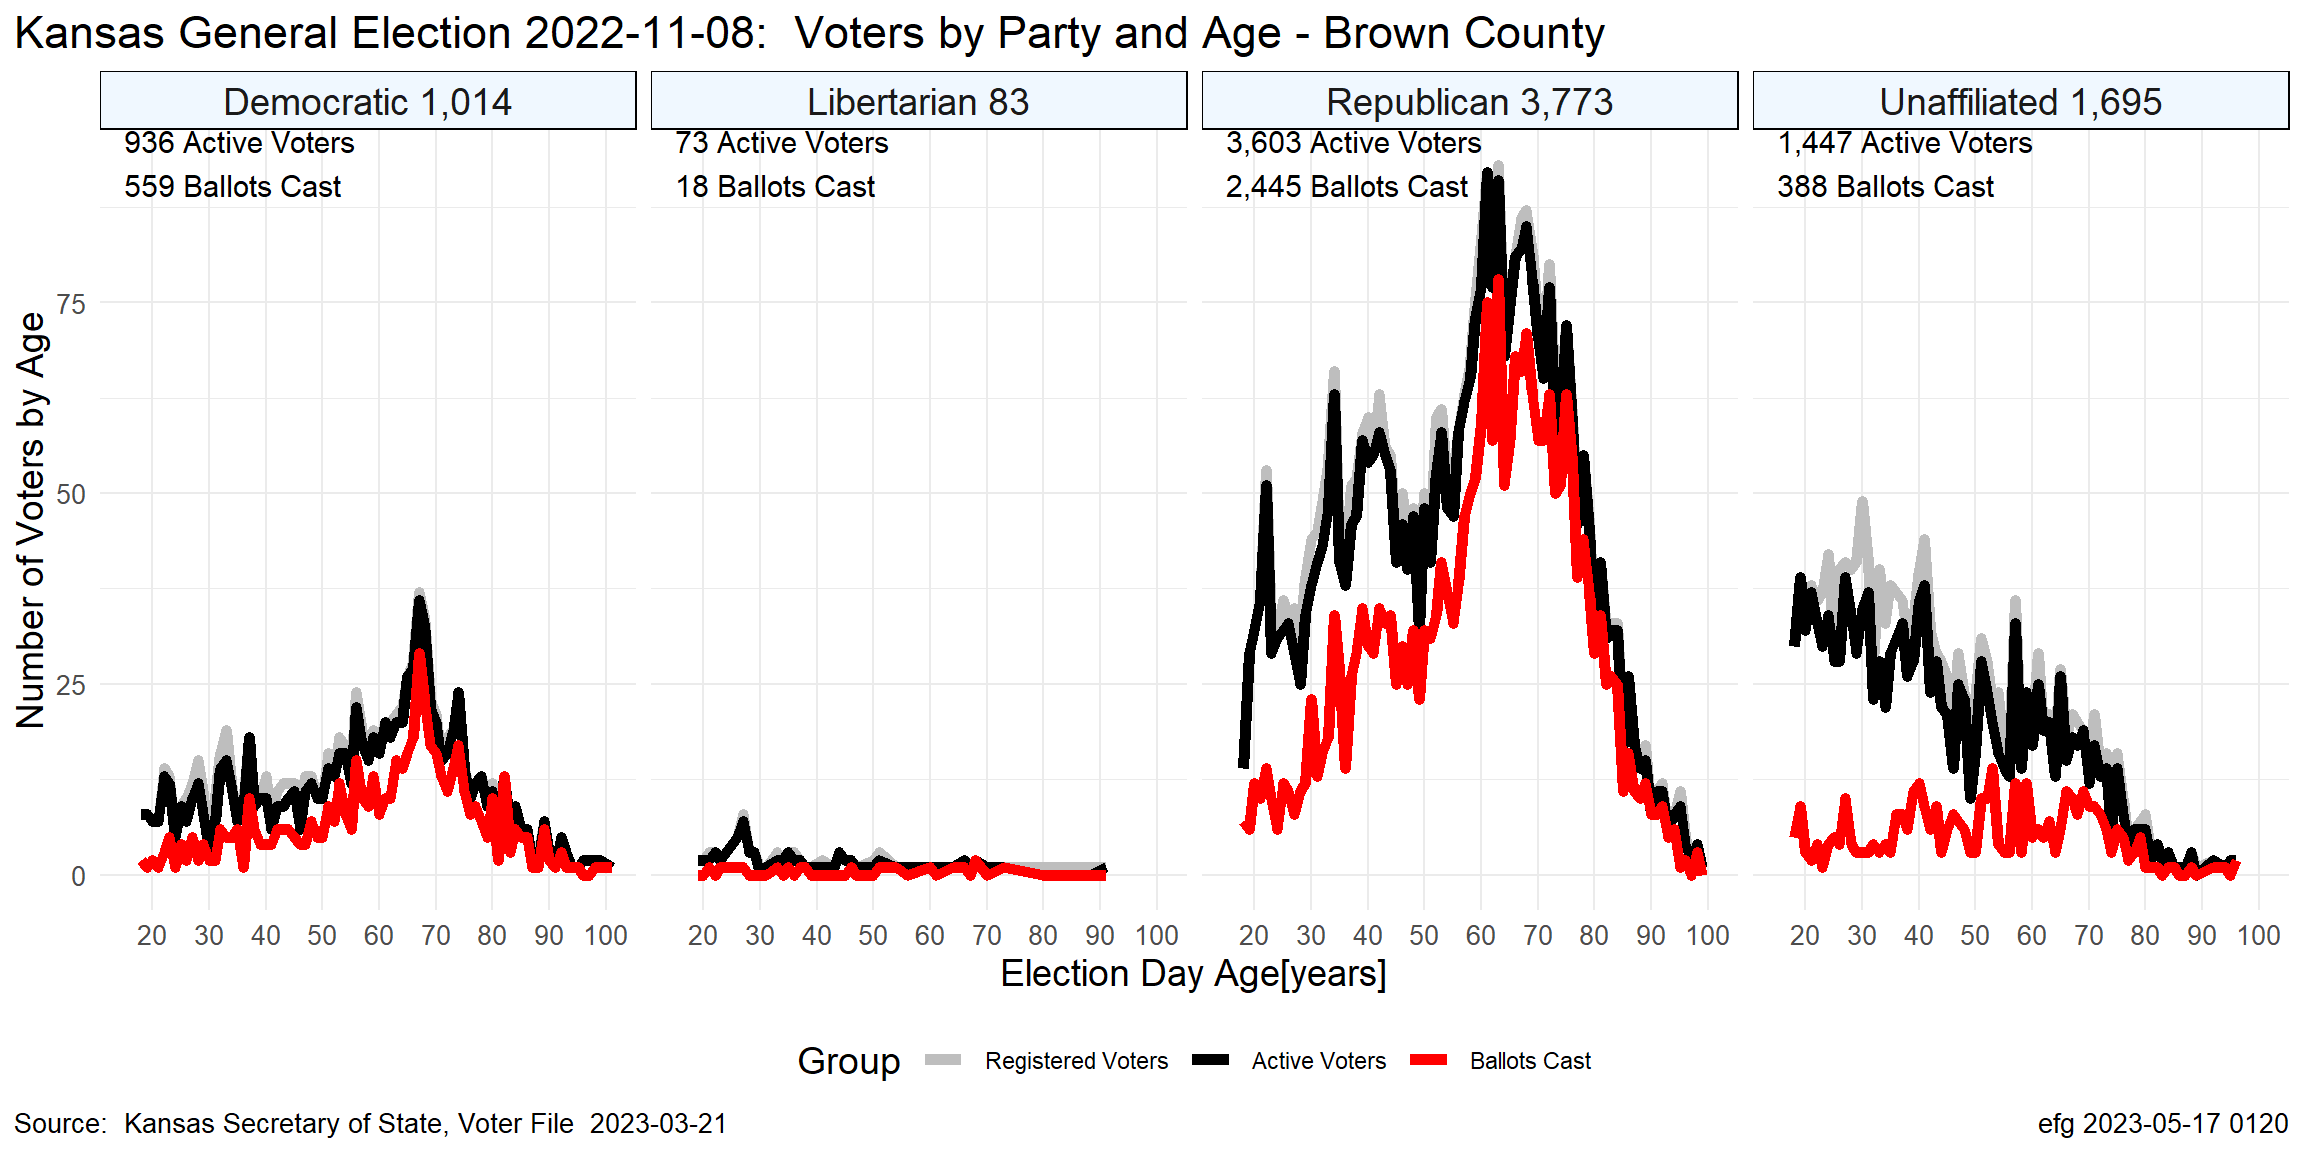 Kansas General Election 2022-11-08:  Voters by Party and Age - Brown County
Democratic 1,014
Libertarian 83
Republican 3,773
Unaffiliated 1,695
936 Active Voters
559 Ballots Cast
73 Active Voters
18 Ballots Cast
3,603 Active Voters
2,445 Ballots Cast
1,447 Active Voters
388 Ballots Cast
Number of Voters by Age
75
50
25
0
20 30 40 50 60 70 80 90 100
20 30 40 50 60 70 80 90 100
20 30 40 50 60 70 80 90 100
20 30 40 50 60 70 80 90 100
Election Day Age[years]
Group Registered Voters Active Voters Ballots Cast
Source:  Kansas Secretary of State, Voter File  2023-03-21
efg 2023-05-17 0120